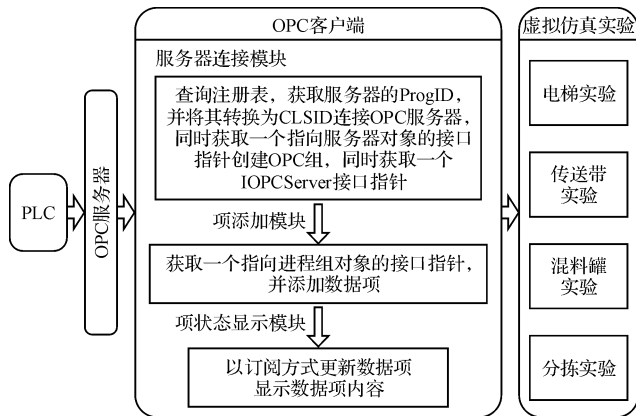 PLC
OPC服务器
OPC客户端
服务器连接模块
查询注册表，获取服务器的ProgID，
并将其转换为CLSID连接OPC服务器，
同时获取一个指向服务器对象的接口
指针创建OPC组，同时获取一个
IOPCServer接口指针
项添加模块
获取一个指向进程组对象的接口指针，
并添加数据项
项状态显示模块
以订阅方式更新数据项
显示数据项内容
虚拟仿真实验
电梯实验
传送带
实验
混料罐
实验
分拣实验